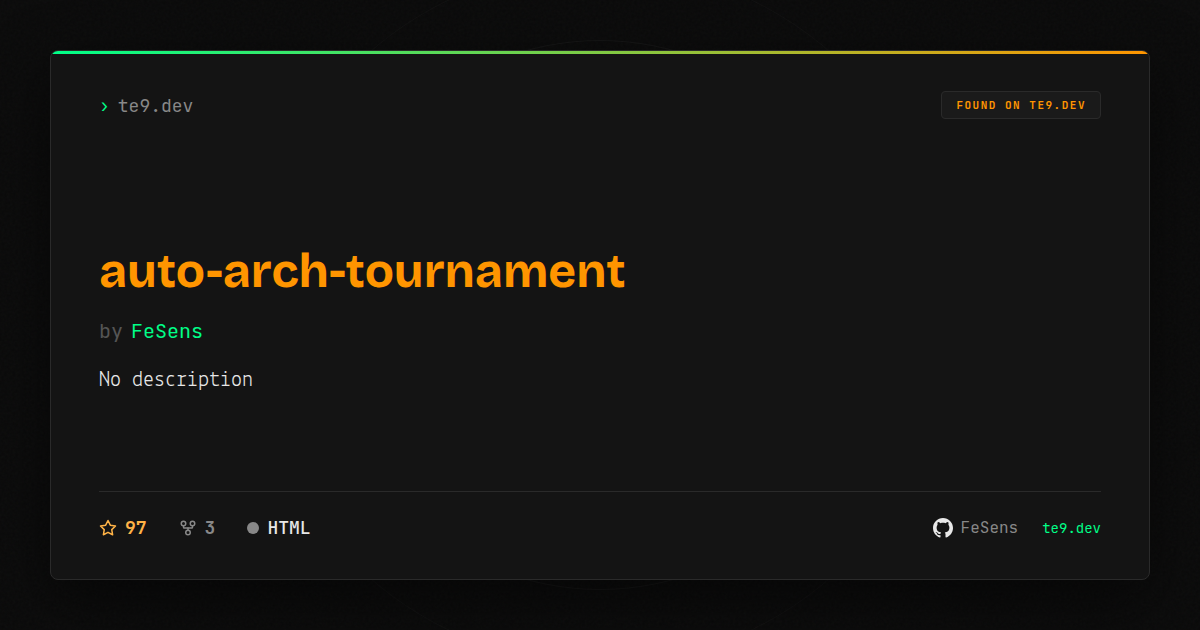 › te9.dev
FOUND ON TE9.DEV
auto-arch-tournament
by FeSens
No description
97 3 HTML
FeSens te9.dev